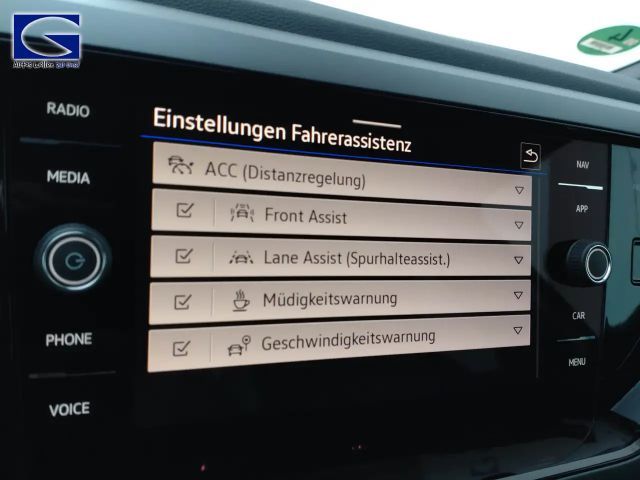 RADIO
MEDIA
PHONE
VOICE
Einstellungen Fahrerassistenz
ACC (Distanzregelung)
Front Assist
Lane Assist (Spurhalteassist.)
Müdigkeitswarnung
Geschwindigkeitswarnung
NAV
APP
CAR
MENU